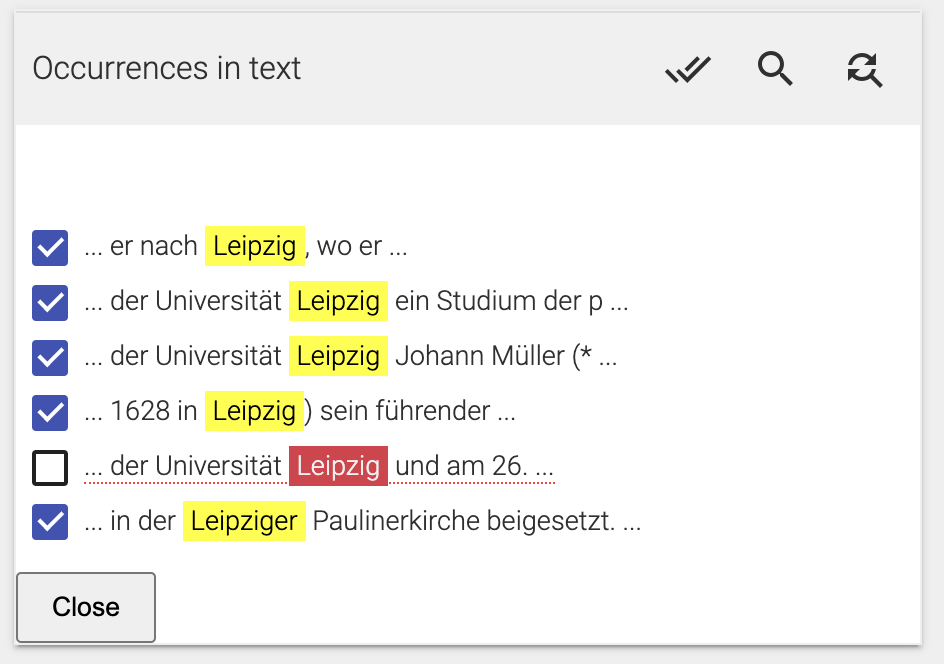 Occurrences in text
... er nach Leipzig, wo er ...
... der Universität Leipzig ein Studium der p ...
... der Universität Leipzig Johann Müller (* ...
... 1628 in Leipzig) sein führender ...
... der Universität Leipzig und am 26. ...
... in der Leipziger Paulinerkirche beigesetzt. ...
Close